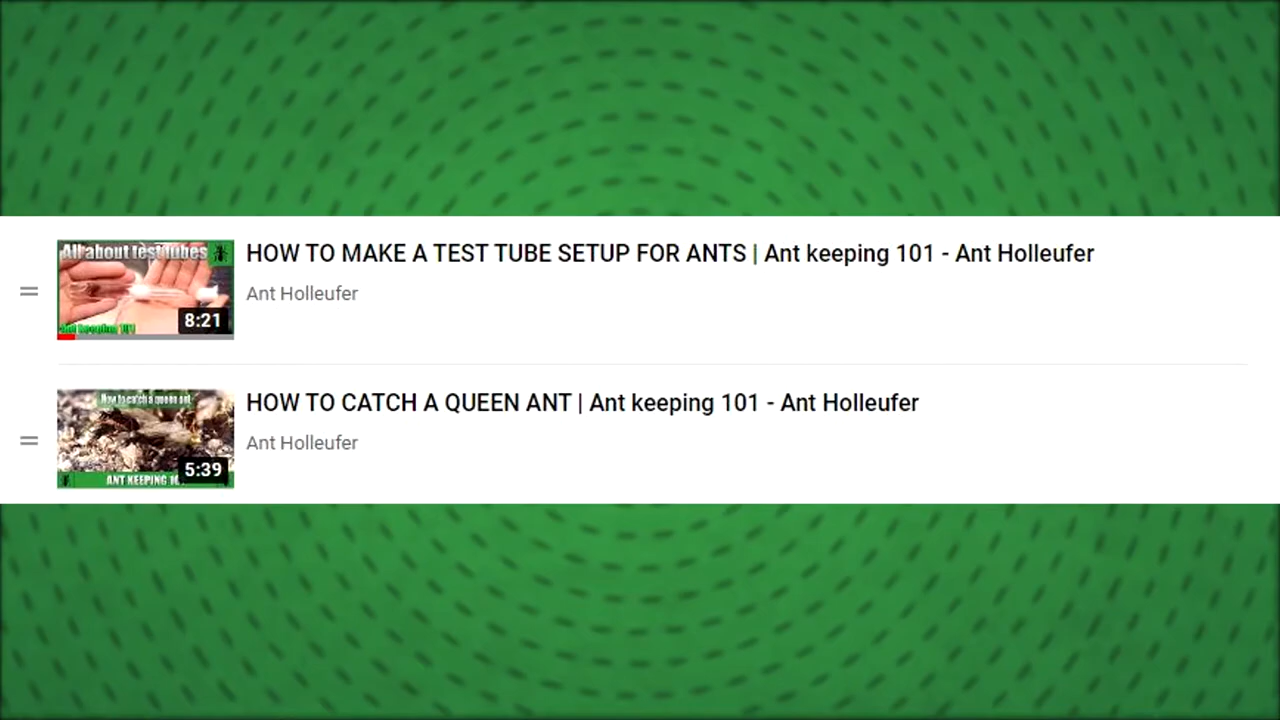 All about test tubes
Ant keeping 101
8:21
HOW TO MAKE A TEST TUBE SETUP FOR ANTS | Ant keeping 101 - Ant Holleufer
Ant Holleufer
How to catch a queen ant
ANT KEEPING
5:39
HOW TO CATCH A QUEEN ANT | Ant keeping 101 - Ant Holleufer
Ant Holleufer